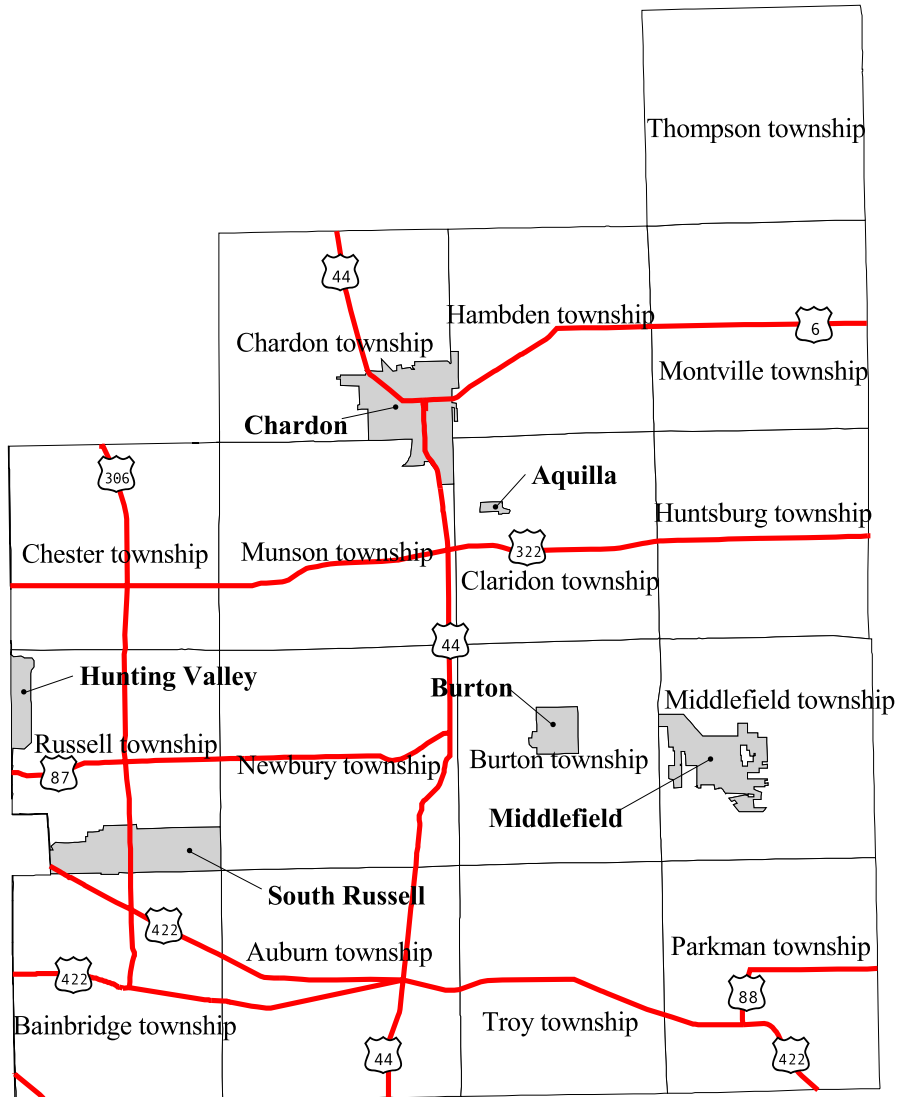 Thompson township
44
Hambden township
6
Chardon township
Montville township
Chardon
306
Aquilla
Huntsburg township
322
Chester township
Munson township
Claridon township
44
Hunting Valley
Burton
Middlefield township
Russell township
87
Newbury township
Burton township
Middlefield
South Russell
422
Auburn township
Parkman township
422
88
Bainbridge township
Troy township
44
422